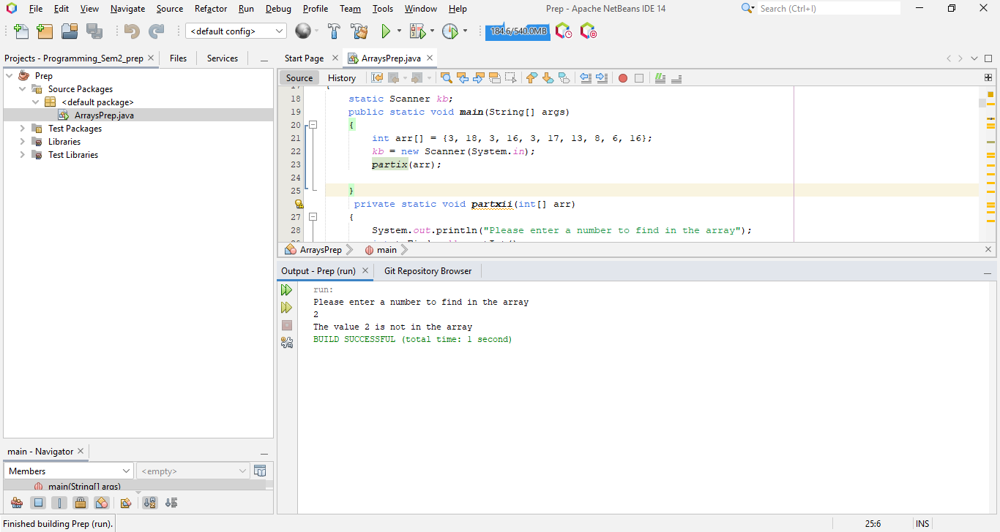 File Edit View Navigate Source Refactor Run Debug Profile Team Tools Window Help Prep - Apache NetBeans IDE 14 Search (Ctrl+I)
<default config> 184.6/540.0MB
Projects - Programming_Sem2_prep Files Services
Start Page ArraysPrep.java
Prep
Source Packages
<default package>
ArraysPrep.java
Test Packages
Libraries
Test Libraries
Source History
17 {
18 static Scanner kb;
19 public static void main(String[] args)
20 {
21 int arr[] = {3, 18, 3, 16, 3, 17, 13, 8, 6, 16};
22 kb = new Scanner(System.in);
23 partix(arr);
24
25 }
private static void partxii(int[] arr)
27 {
28 System.out.println("Please enter a number to find in the array");
ArraysPrep main
Output - Prep (run) Git Repository Browser
run:
Please enter a number to find in the array
2
The value 2 is not in the array
BUILD SUCCESSFUL (total time: 1 second)
main - Navigator
Members <empty>
main(String[] args)
Finished building Prep (run). 25:6 INS